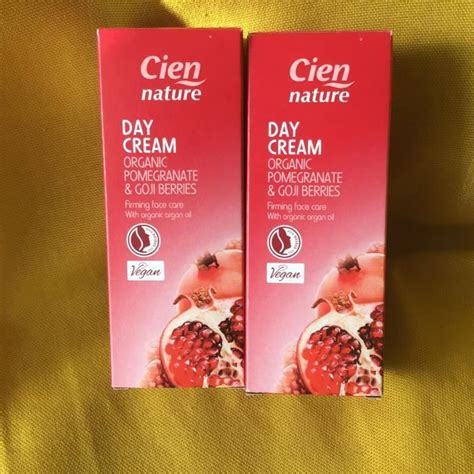 Cien
nature
DAY
CREAM
ORGANIC
POMEGRANATE
& GOJI BERRIES
Firming face care
With organic argan oil
Vegan
Cien
nature
DAY
CREAM
ORGANIC
POMEGRANATE
& GOJI BERRIES
Firming face care
With organic argan oil
Vegan